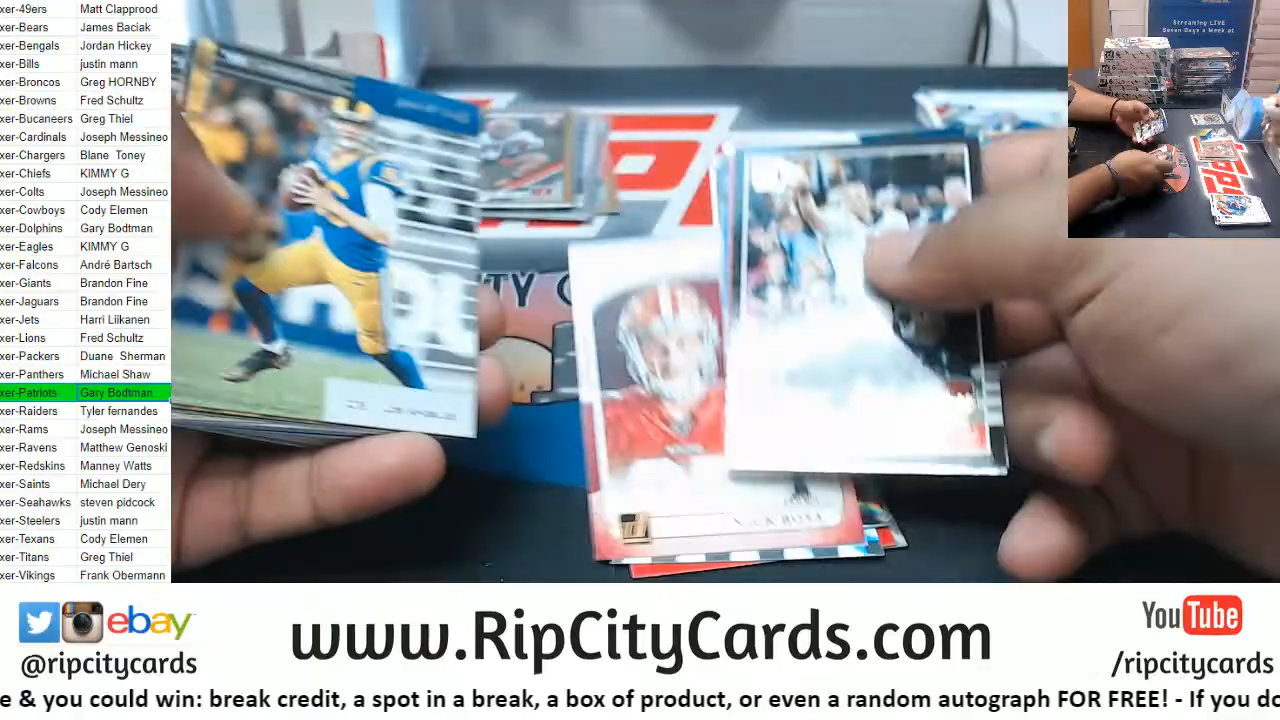 xer-49ers Matt Clapprood
xer-Bears James Baciak
xer-Bengals Jordan Hickey
xer-Bills justin mann
xer-Broncos Greg HORNBY
xer-Browns Fred Schultz
xer-Bucaneers Greg Thiel
xer-Cardinals Joseph Messineo
xer-Chargers Blane Toney
xer-Chiefs KIMMY G
xer-Colts Joseph Messineo
xer-Cowboys Cody Elemen
xer-Dolphins Gary Bodtman
xer-Eagles KIMMY G
xer-Falcons André Bartsch
xer-Giants Brandon Fine
xer-Jaguars Brandon Fine
xer-Jets Harri Liikanen
xer-Lions Fred Schultz
xer-Packers Duane Sherman
xer-Panthers Michael Shaw
xer-Patriots Gary Bodtman
xer-Raiders Tyler fernandes
xer-Rams Joseph Messineo
xer-Ravens Matthew Genoski
xer-Redskins Manney Watts
xer-Saints Michael Dery
xer-Seahawks steven pidcock
xer-Steelers justin mann
xer-Texans Cody Elemen
xer-Titans Greg Thiel
xer-Vikings Frank Obermann
Streaming LIVE
Seven Days a Week at
NICK BOSA
ebay
@ripcitycards
www.RipCityCards.com
YouTube
/ripcitycards
e & you could win: break credit, a spot in a break, a box of product, or even a random autograph FOR FREE! - If you do